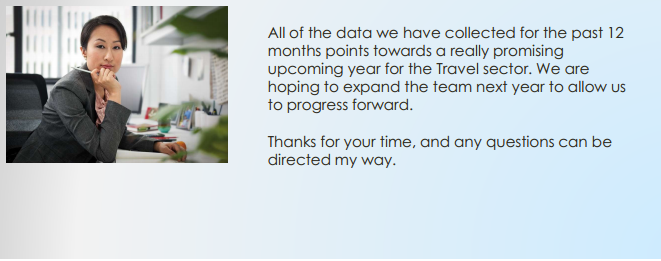 All of the data we have collected for the past 12
months points towards a really promising
upcoming year for the Travel sector. We are
hoping to expand the team next year to allow us
to progress forward.
Thanks for your time, and any questions can be
directed my way.